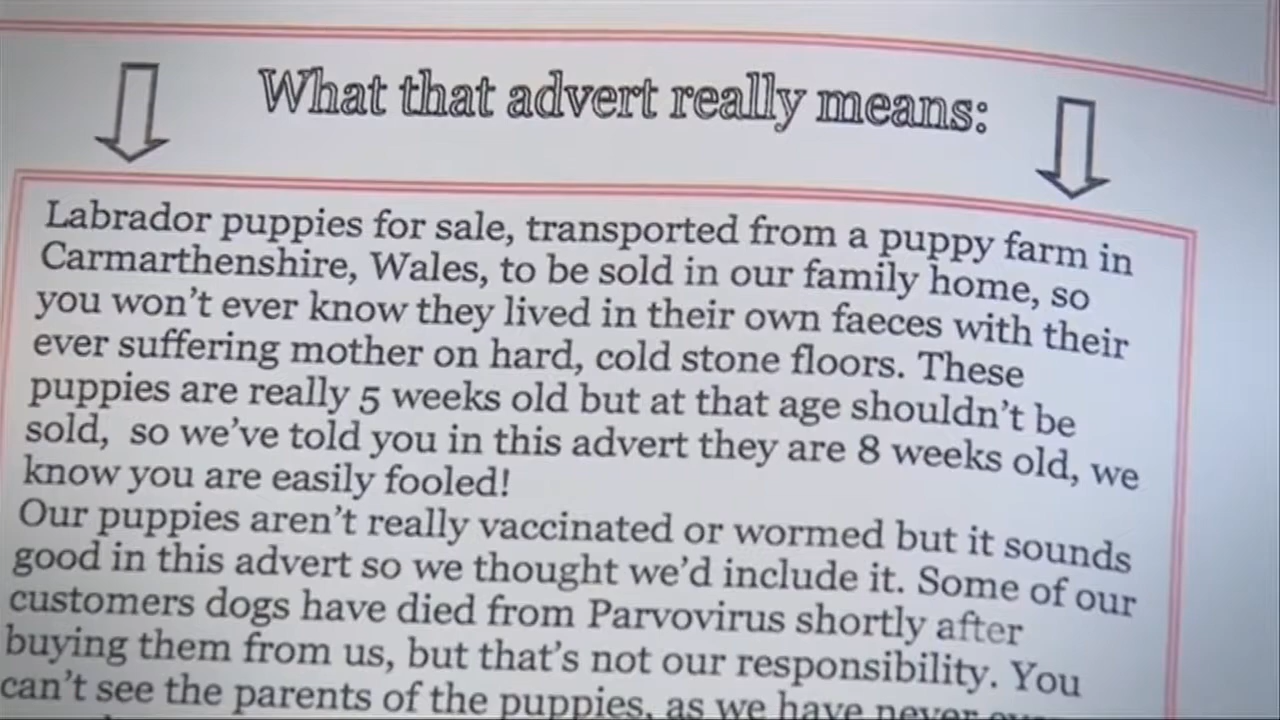 What that advert really means:
Labrador puppies for sale, transported from a puppy farm in
Carmarthenshire, Wales, to be sold in our family home, so
you won't ever know they lived in their own faeces with their
ever suffering mother on hard, cold stone floors. These
puppies are really 5 weeks old but at that age shouldn't be
sold,  so we've told you in this advert they are 8 weeks old, we
know you are easily fooled!
Our puppies aren't really vaccinated or wormed but it sounds
good in this advert so we thought we'd include it. Some of our
customers dogs have died from Parvovirus shortly after
buying them from us, but that's not our responsibility. You
can't see the parents of the puppies, as we have never